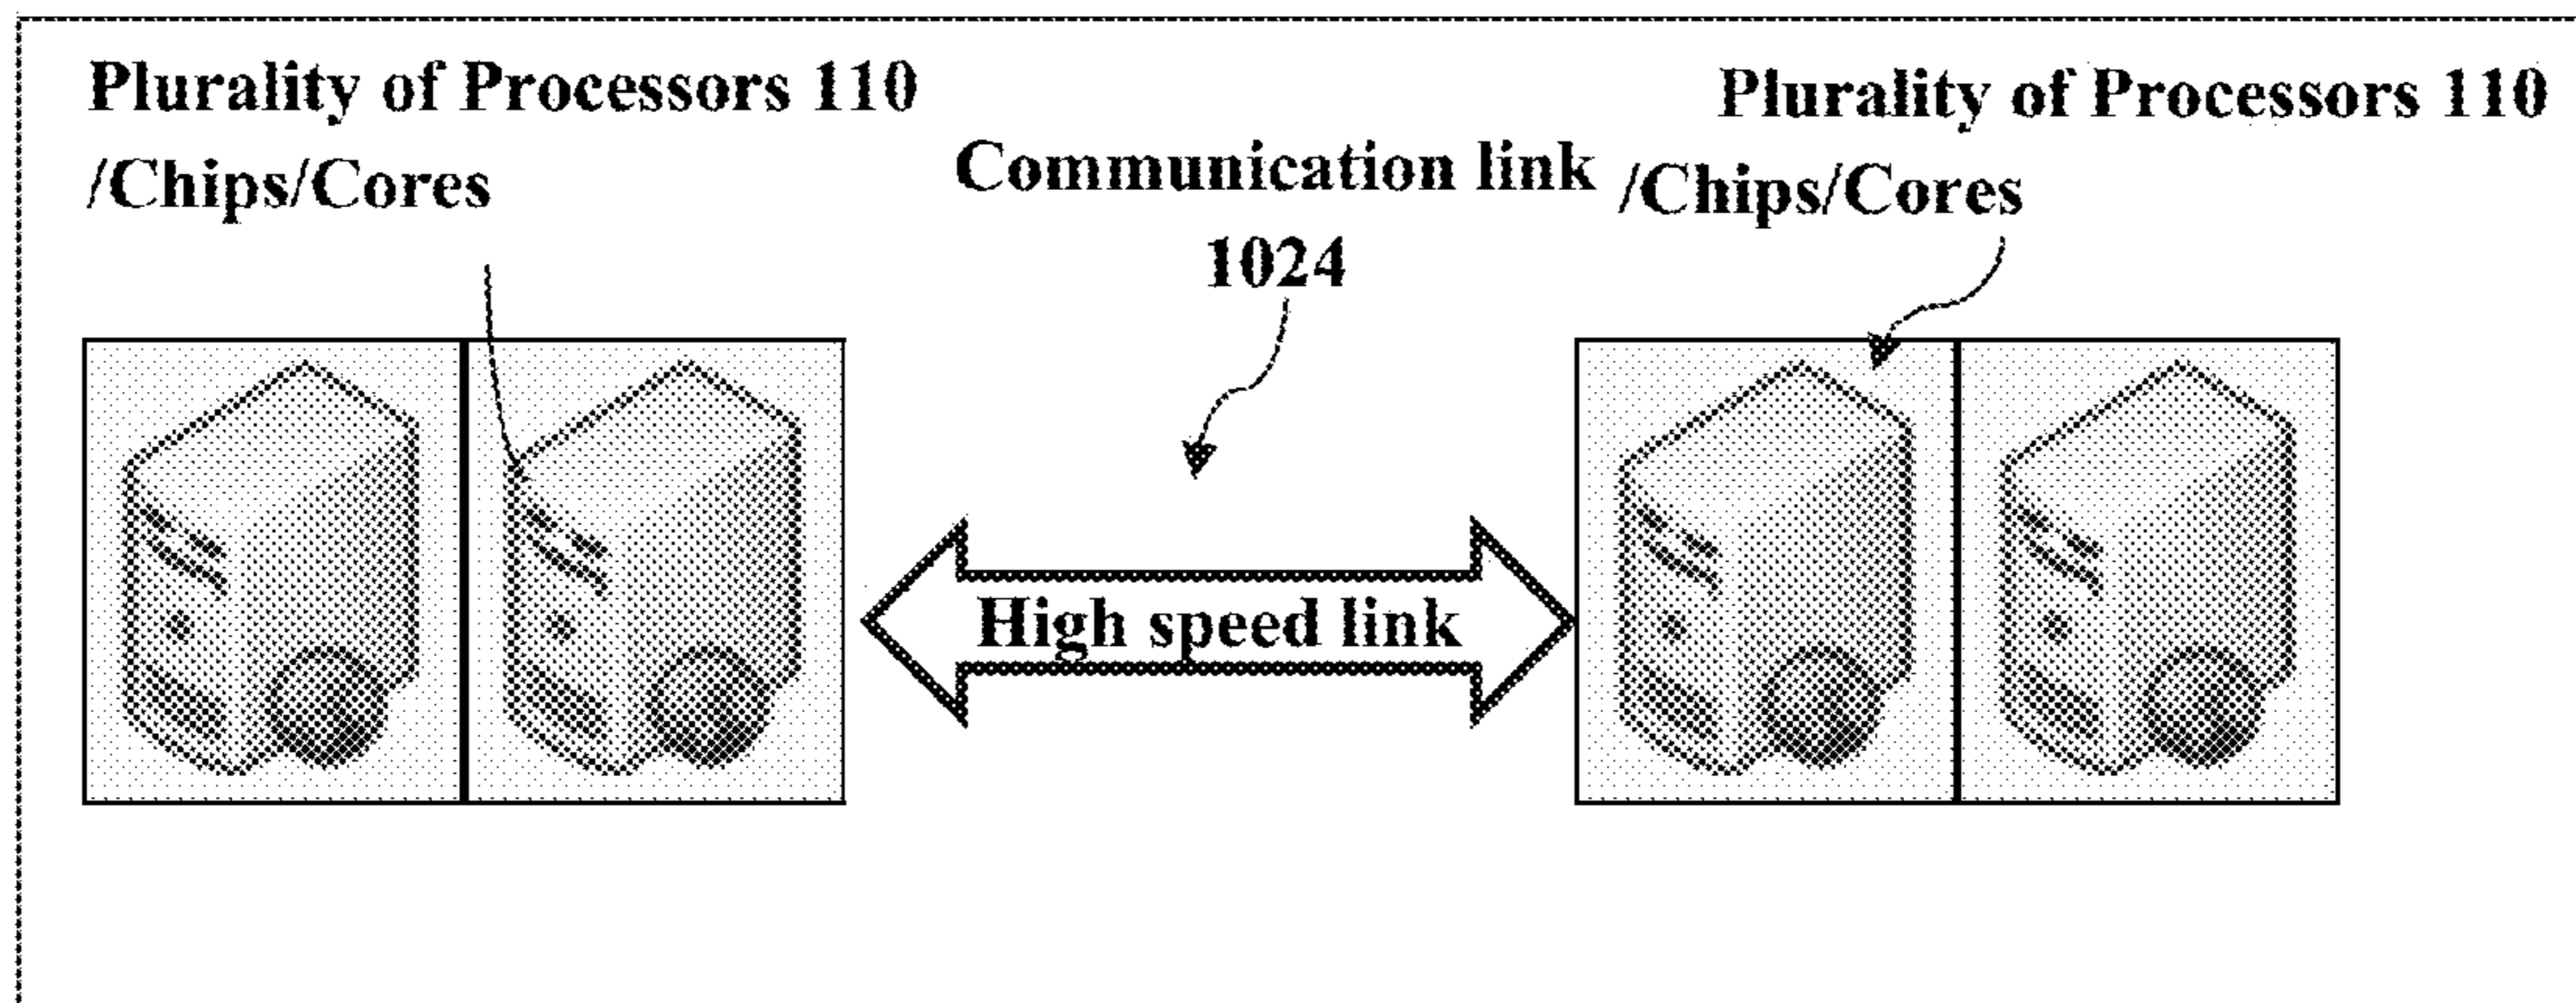 Plurality of Processors 110
/Chips/Cores
Communication link
1024
Plurality of Processors 110
/Chips/Cores
High speed link